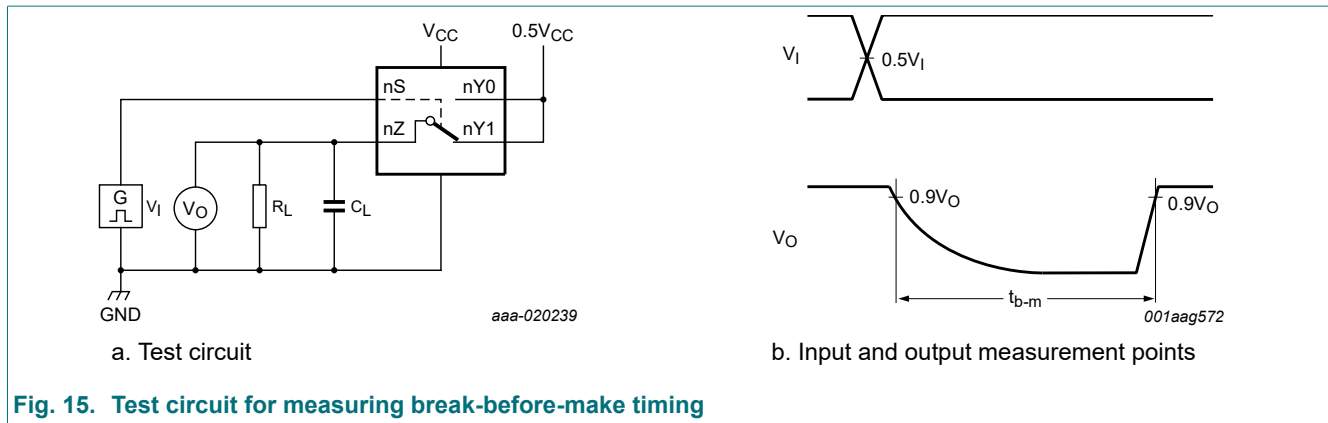 VCC 0.5VCC
nS nY0
nZ nY1
G
VI
VO
RL
CL
GND
aaa-020239
a. Test circuit
VI
0.5VI
0.9VO
0.9VO
VO
tb-m
001aag572
b. Input and output measurement points
Fig. 15. Test circuit for measuring break-before-make timing